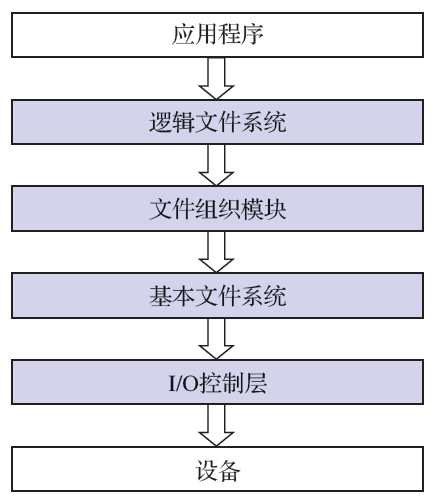 应用程序
逻辑文件系统
文件组织模块
基本文件系统
I/O控制层
设备